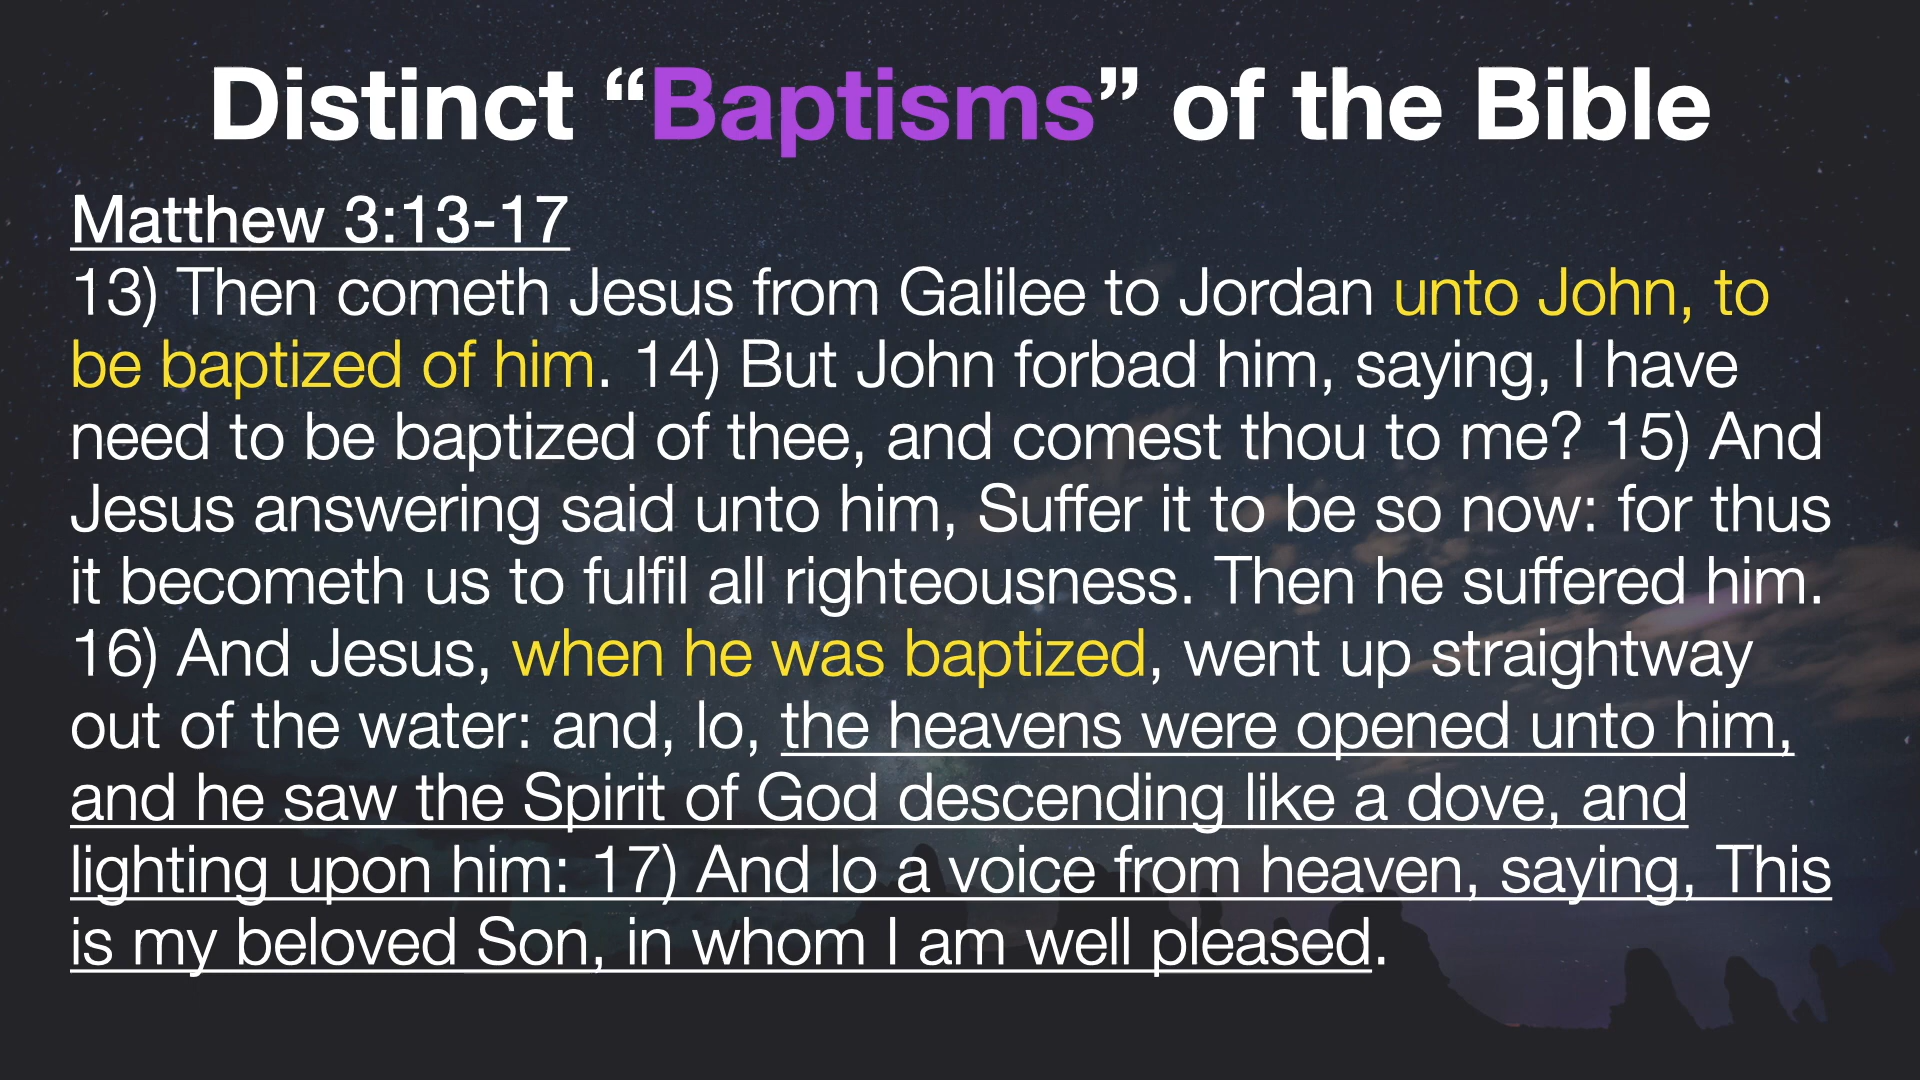 Distinct “Baptisms” of the Bible
Matthew 3:13-17
13) Then cometh Jesus from Galilee to Jordan unto John, to
be baptized of him. 14) But John forbad him, saying, I have
need to be baptized of thee, and comest thou to me? 15) And
Jesus answering said unto him, Suffer it to be so now: for thus
it becometh us to fulfil all righteousness. Then he suffered him.
16) And Jesus, when he was baptized, went up straightway
out of the water: and, lo, the heavens were opened unto him,
and he saw the Spirit of God descending like a dove, and
lighting upon him: 17) And lo a voice from heaven, saying, This
is my beloved Son, in whom I am well pleased.